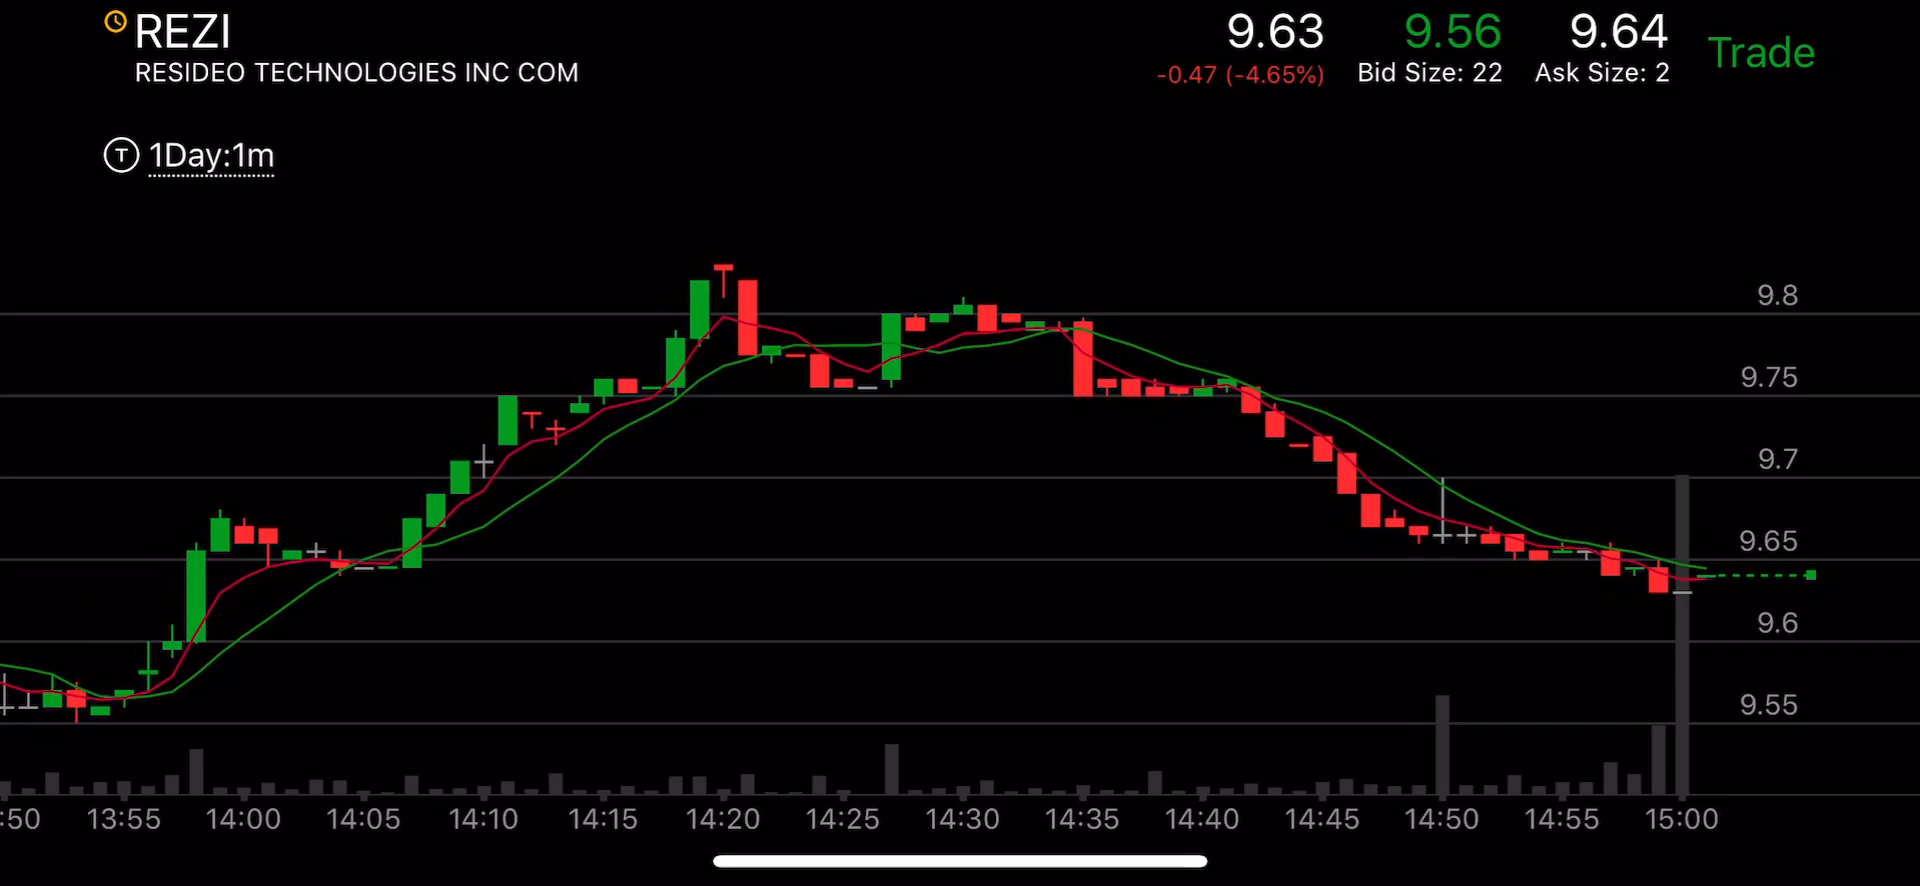 REZI
RESIDEO TECHNOLOGIES INC COM
9.63
-0.47 (-4.65%)
9.56
Bid Size: 22
9.64
Ask Size: 2
Trade
T 1Day:1m
9.8
9.75
9.7
9.65
9.6
9.55
:50 13:55 14:00 14:05 14:10 14:15 14:20 14:25 14:30 14:35 14:40 14:45 14:50 14:55 15:00